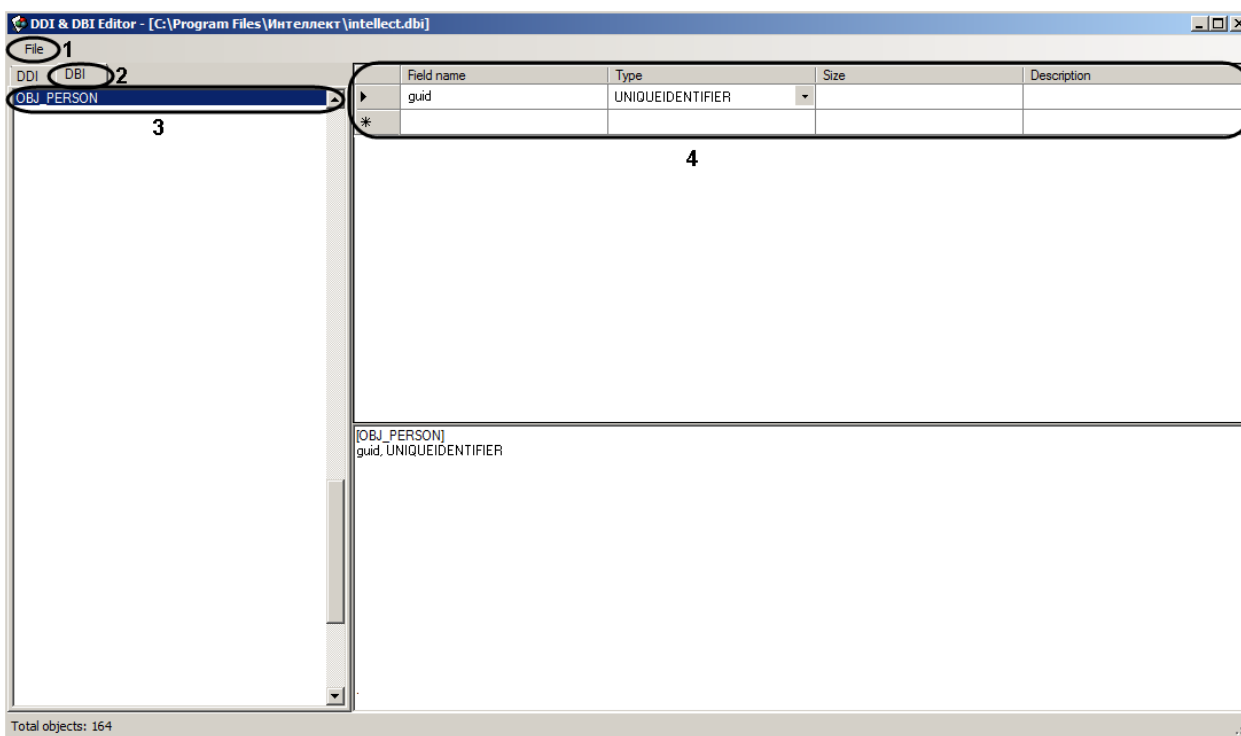 DDI & DBI Editor - [C:\Program Files\Интеллект\intellect.dbi]
File 1
DDI DBI 2
Field name Type Size Description
OBJ_PERSON
guid UNIQUEIDENTIFIER
3
4
[OBJ_PERSON]
guid, UNIQUEIDENTIFIER
Total objects: 164